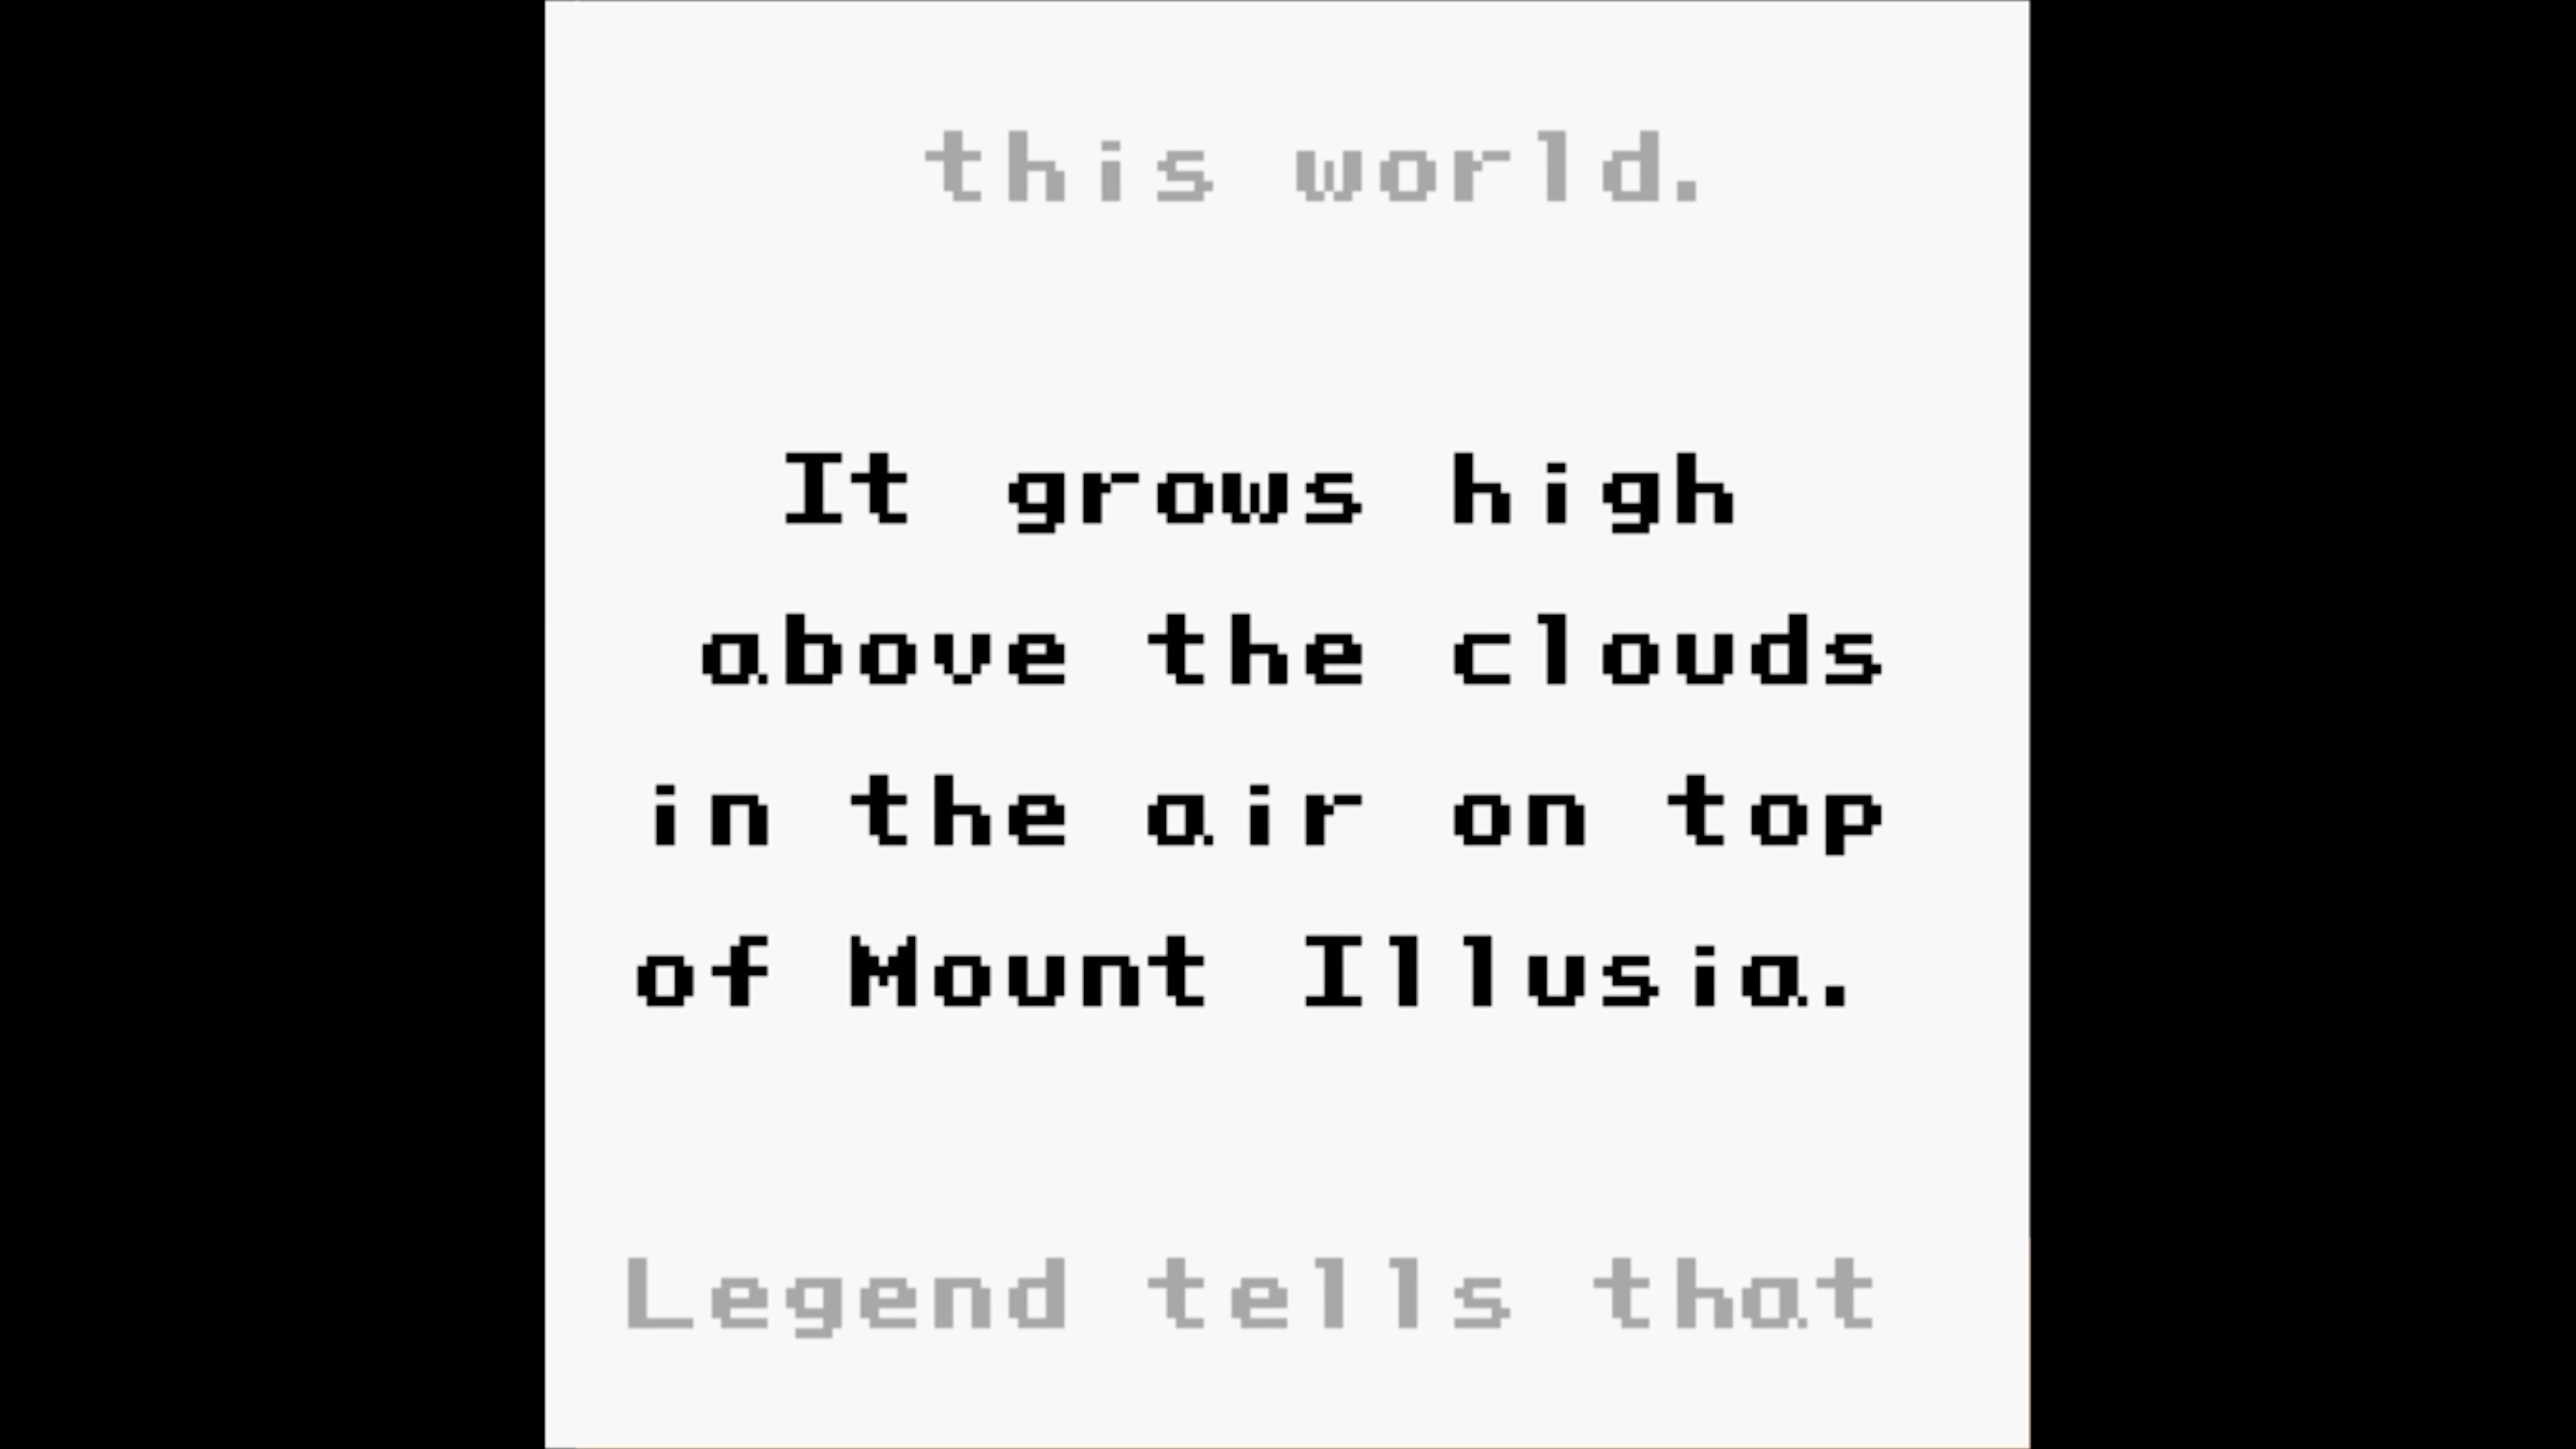 this world.
It grows high
above the clouds
in the air on top
of Mount Illusia.
Legend tells that